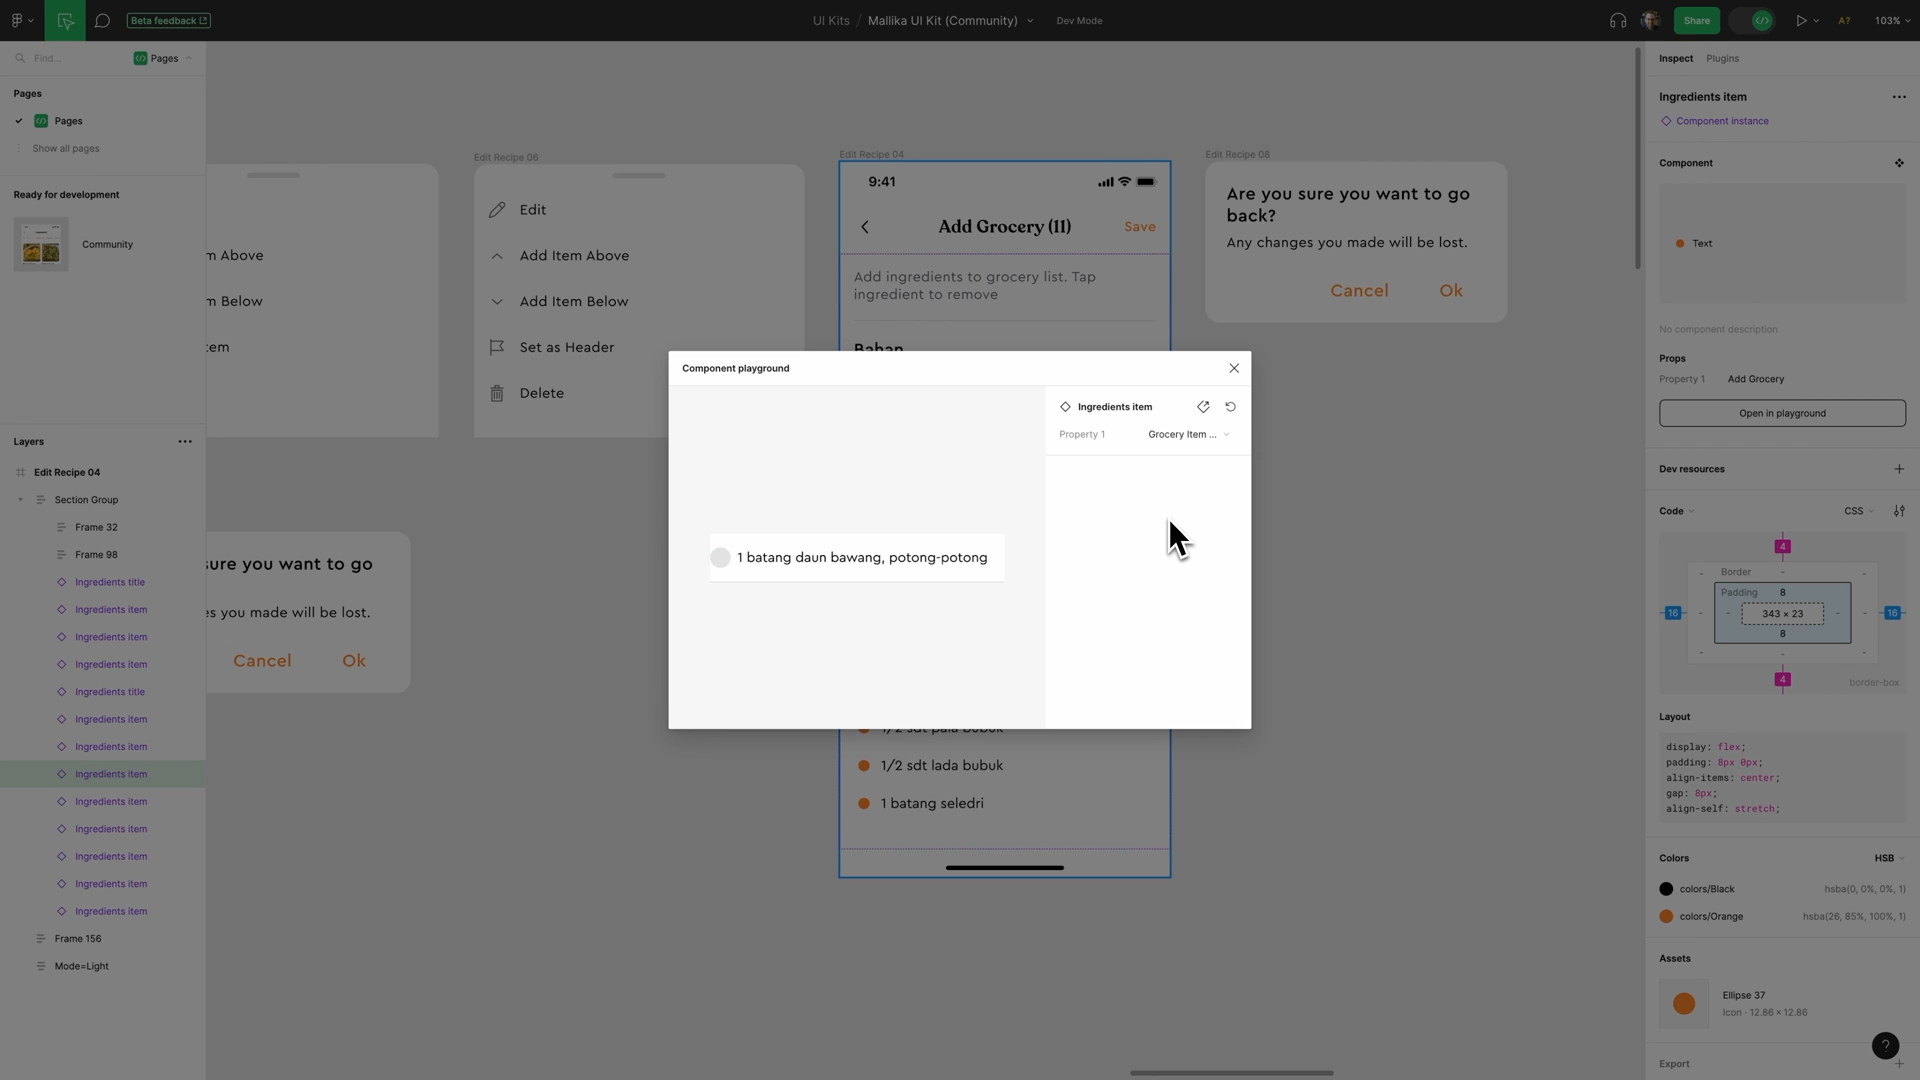 Beta feedback
UI Kits / Mallika UI Kit (Community)
Dev Mode
Share
A?
103%
Find...
Pages
Pages
Pages
Show all pages
Ready for development
Community
Layers
Edit Recipe 04
Section Group
Frame 32
Frame 98
Ingredients title
Ingredients item
Ingredients item
Ingredients item
Ingredients title
Ingredients item
Ingredients item
Ingredients item
Ingredients item
Ingredients item
Ingredients item
Ingredients item
Ingredients item
Frame 156
Mode=Light
m Above
m Below
sure you want to go
es you made will be lost.
Cancel
Ok
Edit Recipe 06
Edit
Add Item Above
Add Item Below
Set as Header
Delete
Edit Recipe 04
9:41
Add Grocery (11)
Save
Add ingredients to grocery list. Tap
ingredient to remove
Bahan
1/2 sdt pala bubuk
1/2 sdt lada bubuk
1 batang seledri
Edit Recipe 08
Are you sure you want to go
back?
Any changes you made will be lost.
Cancel
Ok
Component playground
1 batang daun bawang, potong-potong
Ingredients item
Property 1
Grocery Item ...
Inspect
Plugins
Ingredients item
Component instance
Component
Text
No component description
Props
Property 1
Add Grocery
Open in playground
Dev resources
Code
CSS
4
Border
-
Padding
8
16
343 × 23
16
8
4
border-box
Layout
display: flex;
padding: 8px 0px;
align-items: center;
gap: 8px;
align-self: stretch;
Colors
HSB
colors/Black
hsba(0, 0%, 0%, 1)
colors/Orange
hsba(26, 85%, 100%, 1)
Assets
Ellipse 37
Icon · 12.86 × 12.86
Export
?